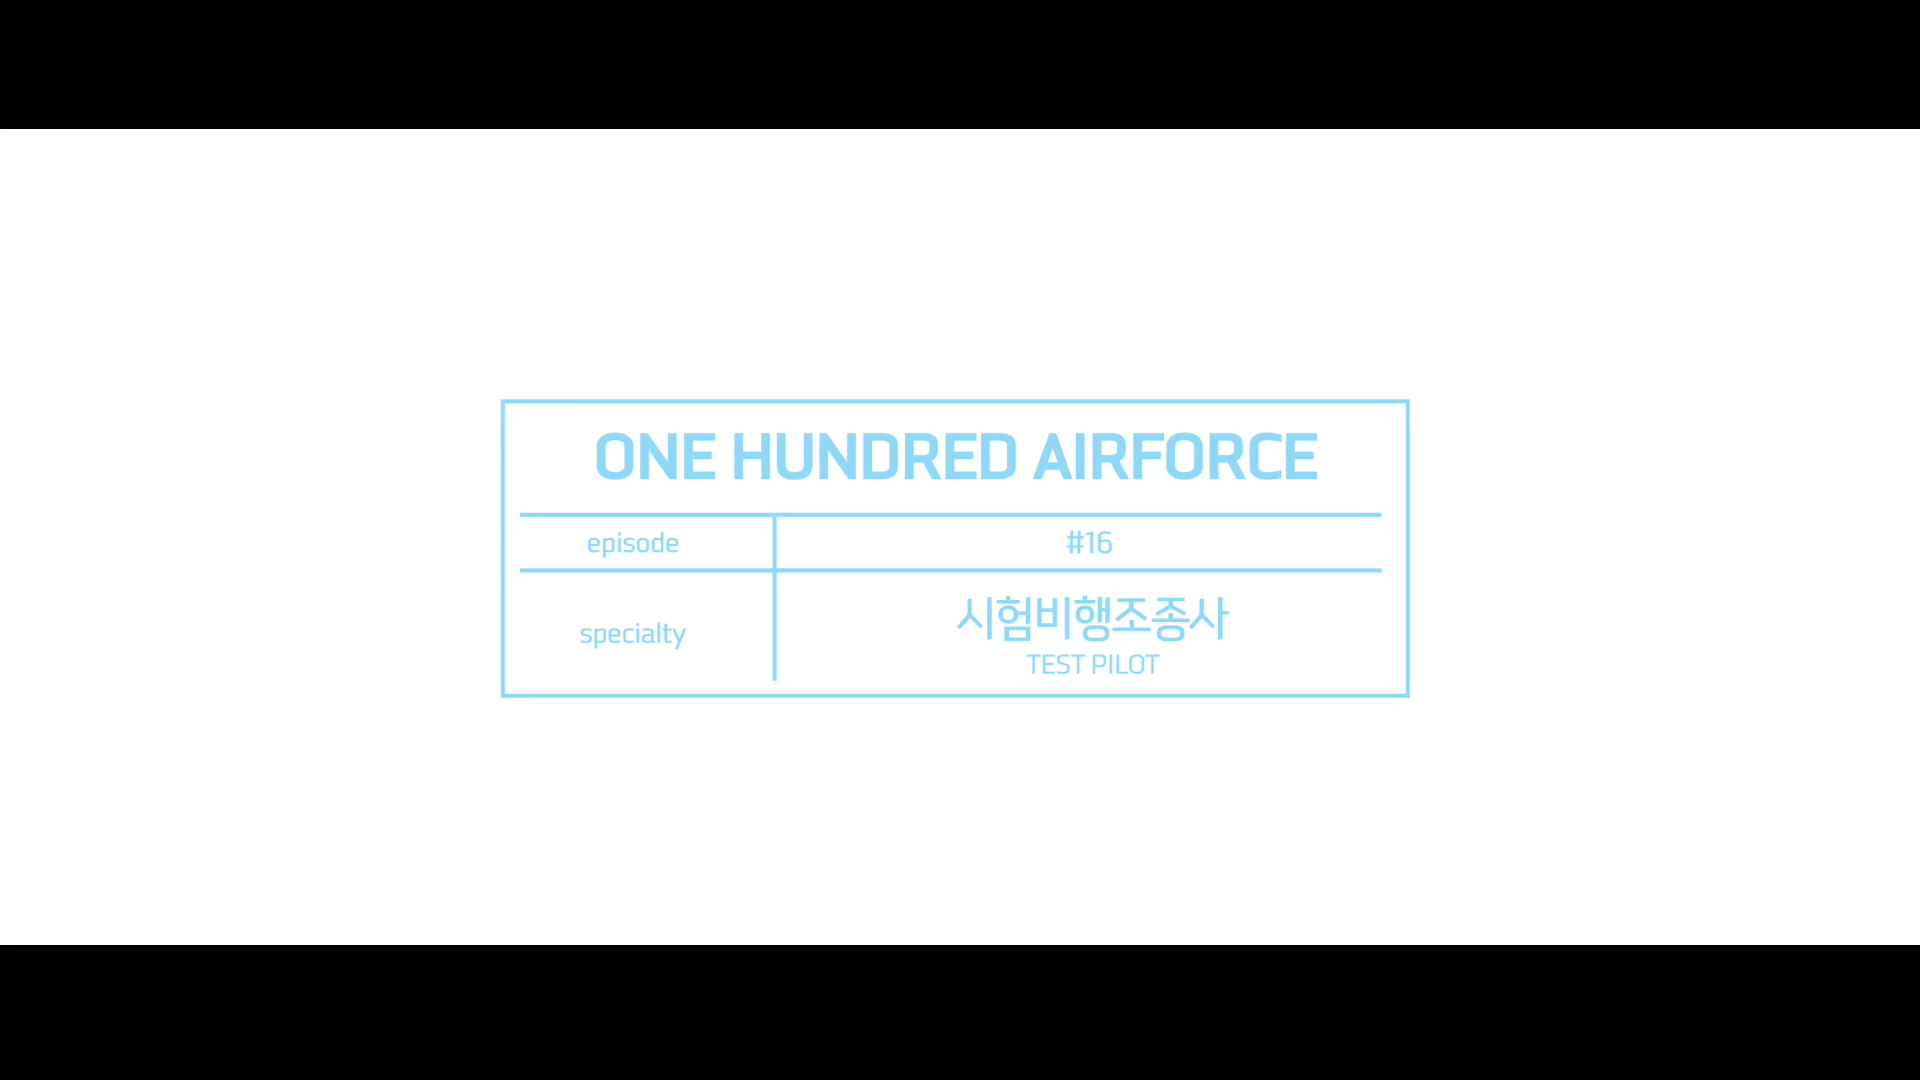 ONE HUNDRED AIRFORCE
episode
#16
specialty
시험비행조종사
TEST PILOT